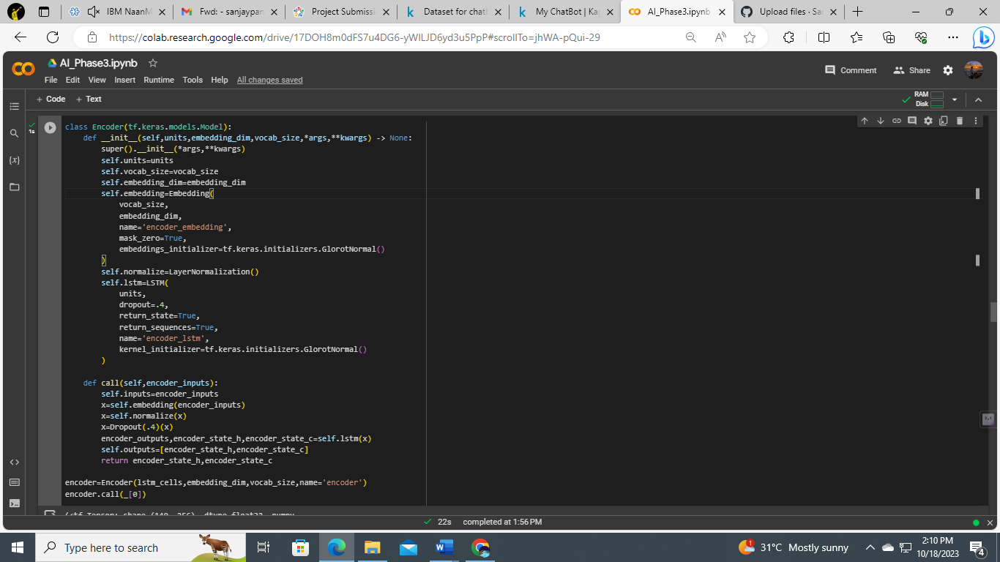 IBM NaanM
Fwd: - sanjaypan
Project Submissi
Dataset for chat
My ChatBot | Kag
AI_Phase3.ipynb
Upload files · Sar
https://colab.research.google.com/drive/17DOH8m0dFS7u4DG6-yWILJD6yd3u5PpP#scrollTo=jhWA-pQui-29
AI_Phase3.ipynb
Comment
Share
File Edit View Insert Runtime Tools Help All changes saved
+ Code + Text
RAM
Disk
1s
{x}
class Encoder(tf.keras.models.Model):
    def __init__(self,units,embedding_dim,vocab_size,*args,**kwargs) -> None:
        super().__init__(*args,**kwargs)
        self.units=units
        self.vocab_size=vocab_size
        self.embedding_dim=embedding_dim
        self.embedding=Embedding(
            vocab_size,
            embedding_dim,
            name='encoder_embedding',
            mask_zero=True,
            embeddings_initializer=tf.keras.initializers.GlorotNormal()
        )
        self.normalize=LayerNormalization()
        self.lstm=LSTM(
            units,
            dropout=.4,
            return_state=True,
            return_sequences=True,
            name='encoder_lstm',
            kernel_initializer=tf.keras.initializers.GlorotNormal()
        )
    def call(self,encoder_inputs):
        self.inputs=encoder_inputs
        x=self.embedding(encoder_inputs)
        x=self.normalize(x)
        x=Dropout(.4)(x)
        encoder_outputs,encoder_state_h,encoder_state_c=self.lstm(x)
        self.outputs=[encoder_state_h,encoder_state_c]
        return encoder_state_h,encoder_state_c
encoder=Encoder(lstm_cells,embedding_dim,vocab_size,name='encoder')
encoder.call(_[0])
22s completed at 1:56 PM
Type here to search
1
31°C Mostly sunny
2:10 PM
10/18/2023
4